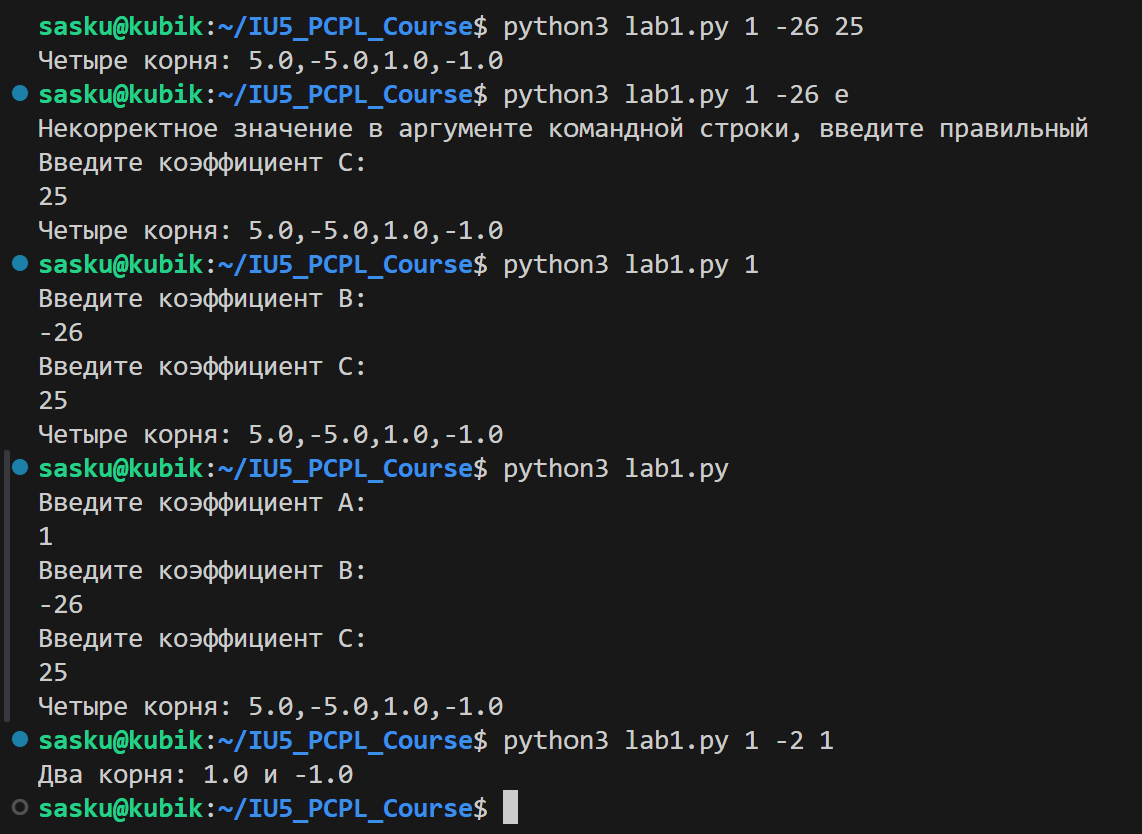 sasku@kubik:~/IU5_PCPL_Course$ python3 lab1.py 1 -26 25
Четыре корня: 5.0,-5.0,1.0,-1.0
sasku@kubik:~/IU5_PCPL_Course$ python3 lab1.py 1 -26 e
Некорректное значение в аргументе командной строки, введите правильный
Введите коэффициент C:
25
Четыре корня: 5.0,-5.0,1.0,-1.0
sasku@kubik:~/IU5_PCPL_Course$ python3 lab1.py 1
Введите коэффициент B:
-26
Введите коэффициент C:
25
Четыре корня: 5.0,-5.0,1.0,-1.0
sasku@kubik:~/IU5_PCPL_Course$ python3 lab1.py
Введите коэффициент A:
1
Введите коэффициент B:
-26
Введите коэффициент C:
25
Четыре корня: 5.0,-5.0,1.0,-1.0
sasku@kubik:~/IU5_PCPL_Course$ python3 lab1.py 1 -2 1
Два корня: 1.0 и -1.0
sasku@kubik:~/IU5_PCPL_Course$